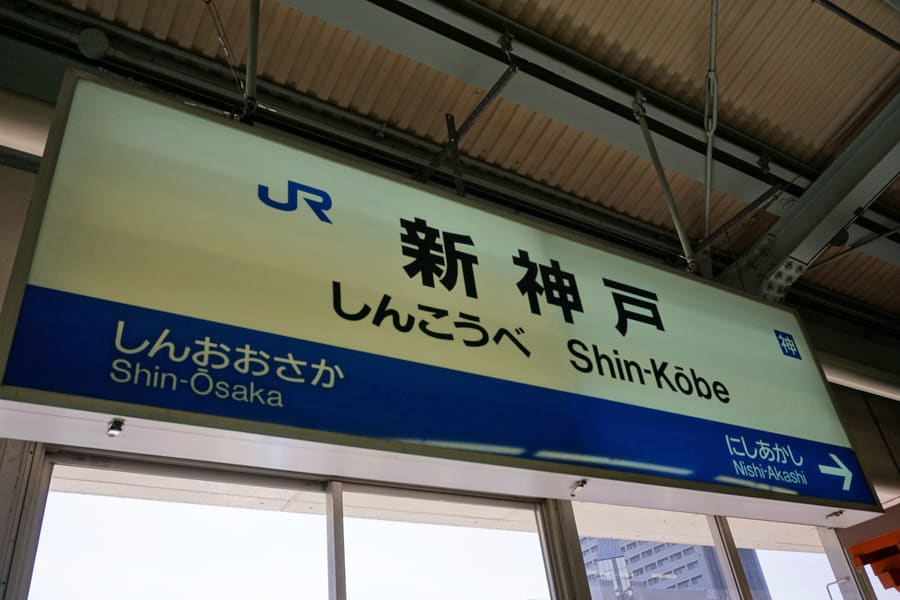 JR
新神戸
しんこうべ Shin-Kōbe
神
しんおおさか
Shin-Ōsaka
にしあかし
Nishi-Akashi →